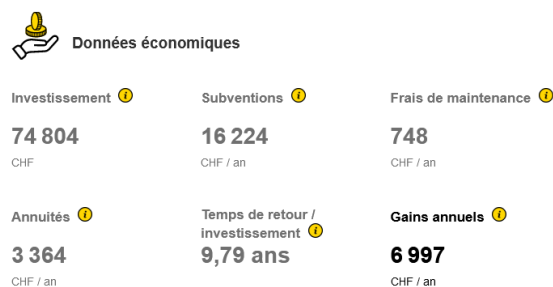 Données économiques
Investissement i
Subventions i
Frais de maintenance i
74 804
16 224
748
CHF
CHF / an
CHF / an
Annuités i
Temps de retour /
investissement i
Gains annuels i
3 364
9,79 ans
6 997
CHF / an
CHF / an